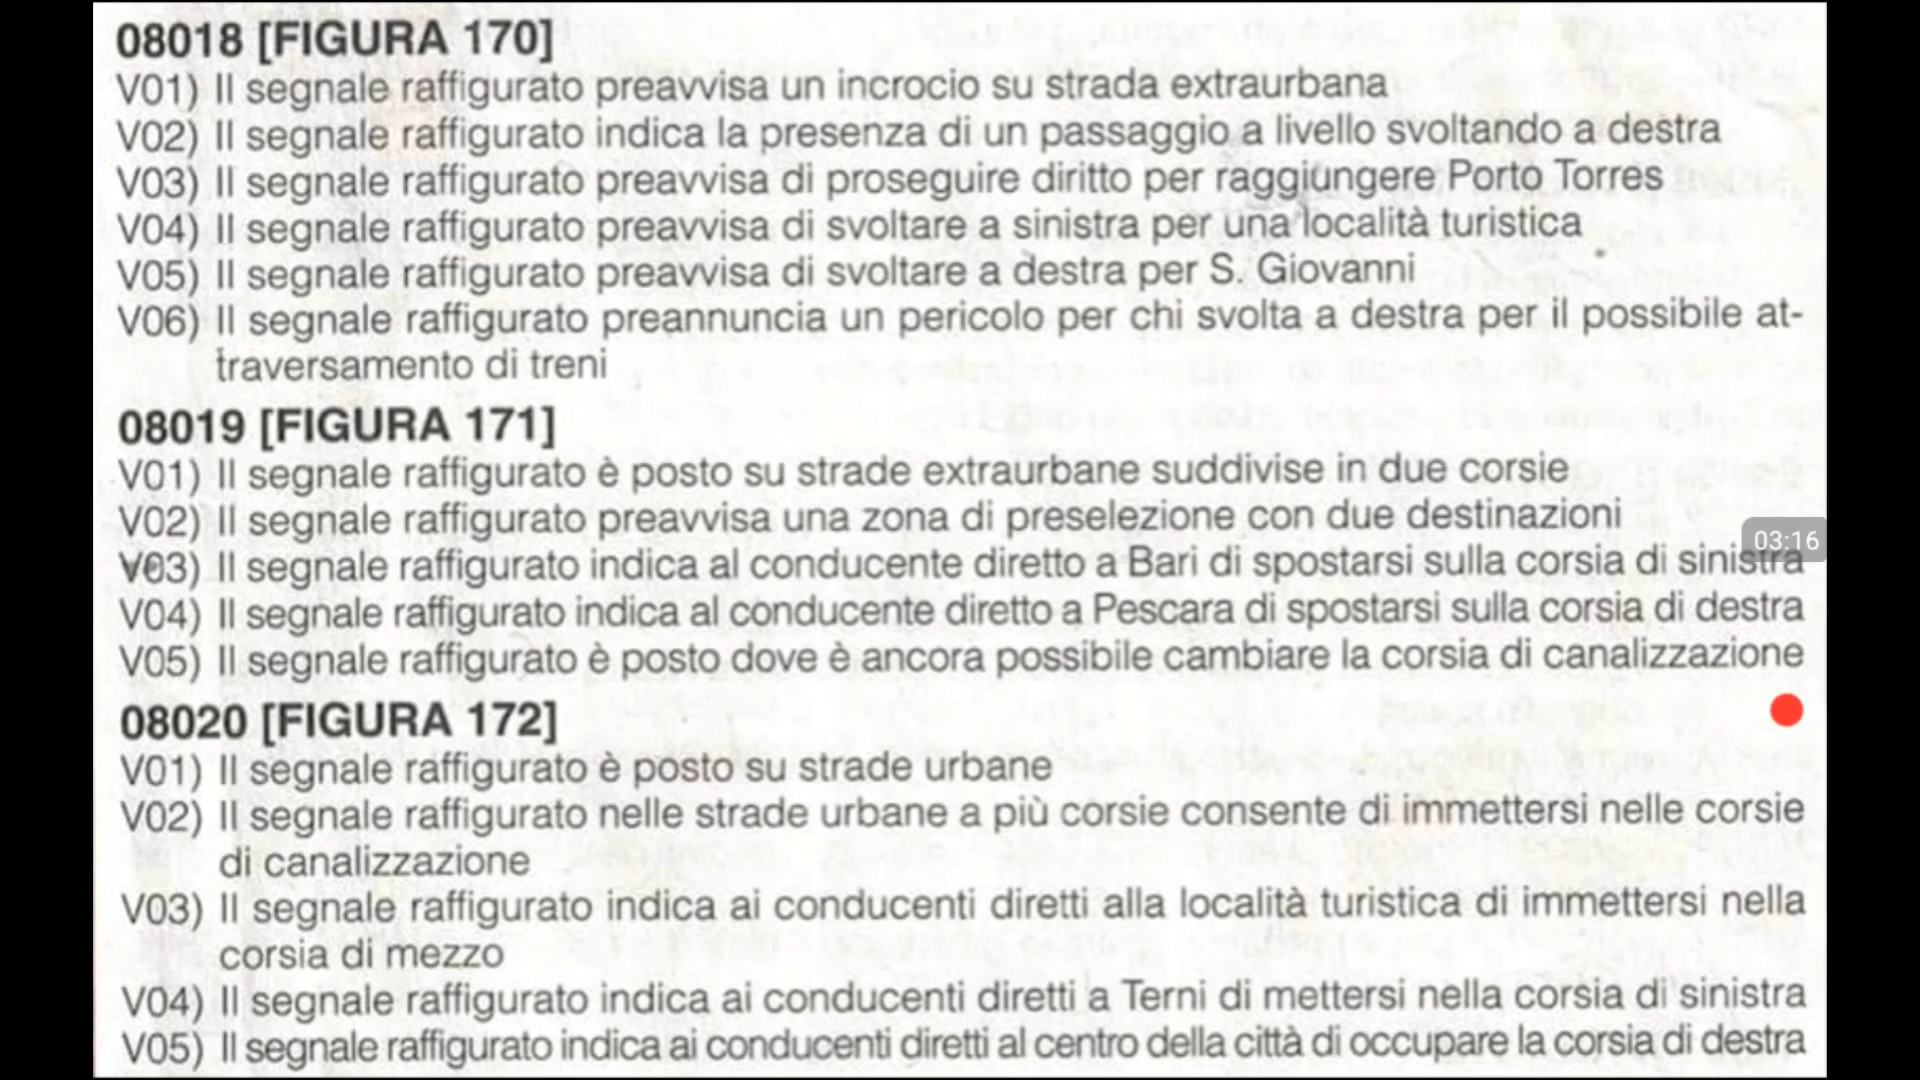 08018 [FIGURA 170]
V01) Il segnale raffigurato preavvisa un incrocio su strada extraurbana
V02) Il segnale raffigurato indica la presenza di un passaggio a livello svoltando a destra
V03) Il segnale raffigurato preavvisa di proseguire diritto per raggiungere Porto Torres
V04) Il segnale raffigurato preavvisa di svoltare a sinistra per una località turistica
V05) Il segnale raffigurato preavvisa di svoltare a destra per S. Giovanni
V06) Il segnale raffigurato preannuncia un pericolo per chi svolta a destra per il possibile at-
traversamento di treni
08019 [FIGURA 171]
V01) Il segnale raffigurato è posto su strade extraurbane suddivise in due corsie
V02) Il segnale raffigurato preavvisa una zona di preselezione con due destinazioni
03:16
V03) Il segnale raffigurato indica al conducente diretto a Bari di spostarsi sulla corsia di sinistra
V04) Il segnale raffigurato indica al conducente diretto a Pescara di spostarsi sulla corsia di destra
V05) Il segnale raffigurato è posto dove è ancora possibile cambiare la corsia di canalizzazione
08020 [FIGURA 172]
V01) Il segnale raffigurato è posto su strade urbane
V02) Il segnale raffigurato nelle strade urbane a più corsie consente di immettersi nelle corsie
di canalizzazione
V03) Il segnale raffigurato indica ai conducenti diretti alla località turistica di immettersi nella
corsia di mezzo
V04) Il segnale raffigurato indica ai conducenti diretti a Terni di mettersi nella corsia di sinistra
V05) Il segnale raffigurato indica ai conducenti diretti al centro della città di occupare la corsia di destra